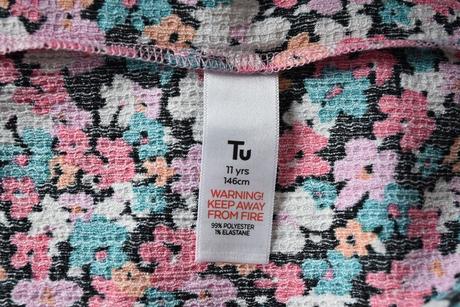 Tu
11 yrs
146cm
WARNING!
KEEP AWAY
FROM FIRE
99% POLYESTER
1% ELASTANE